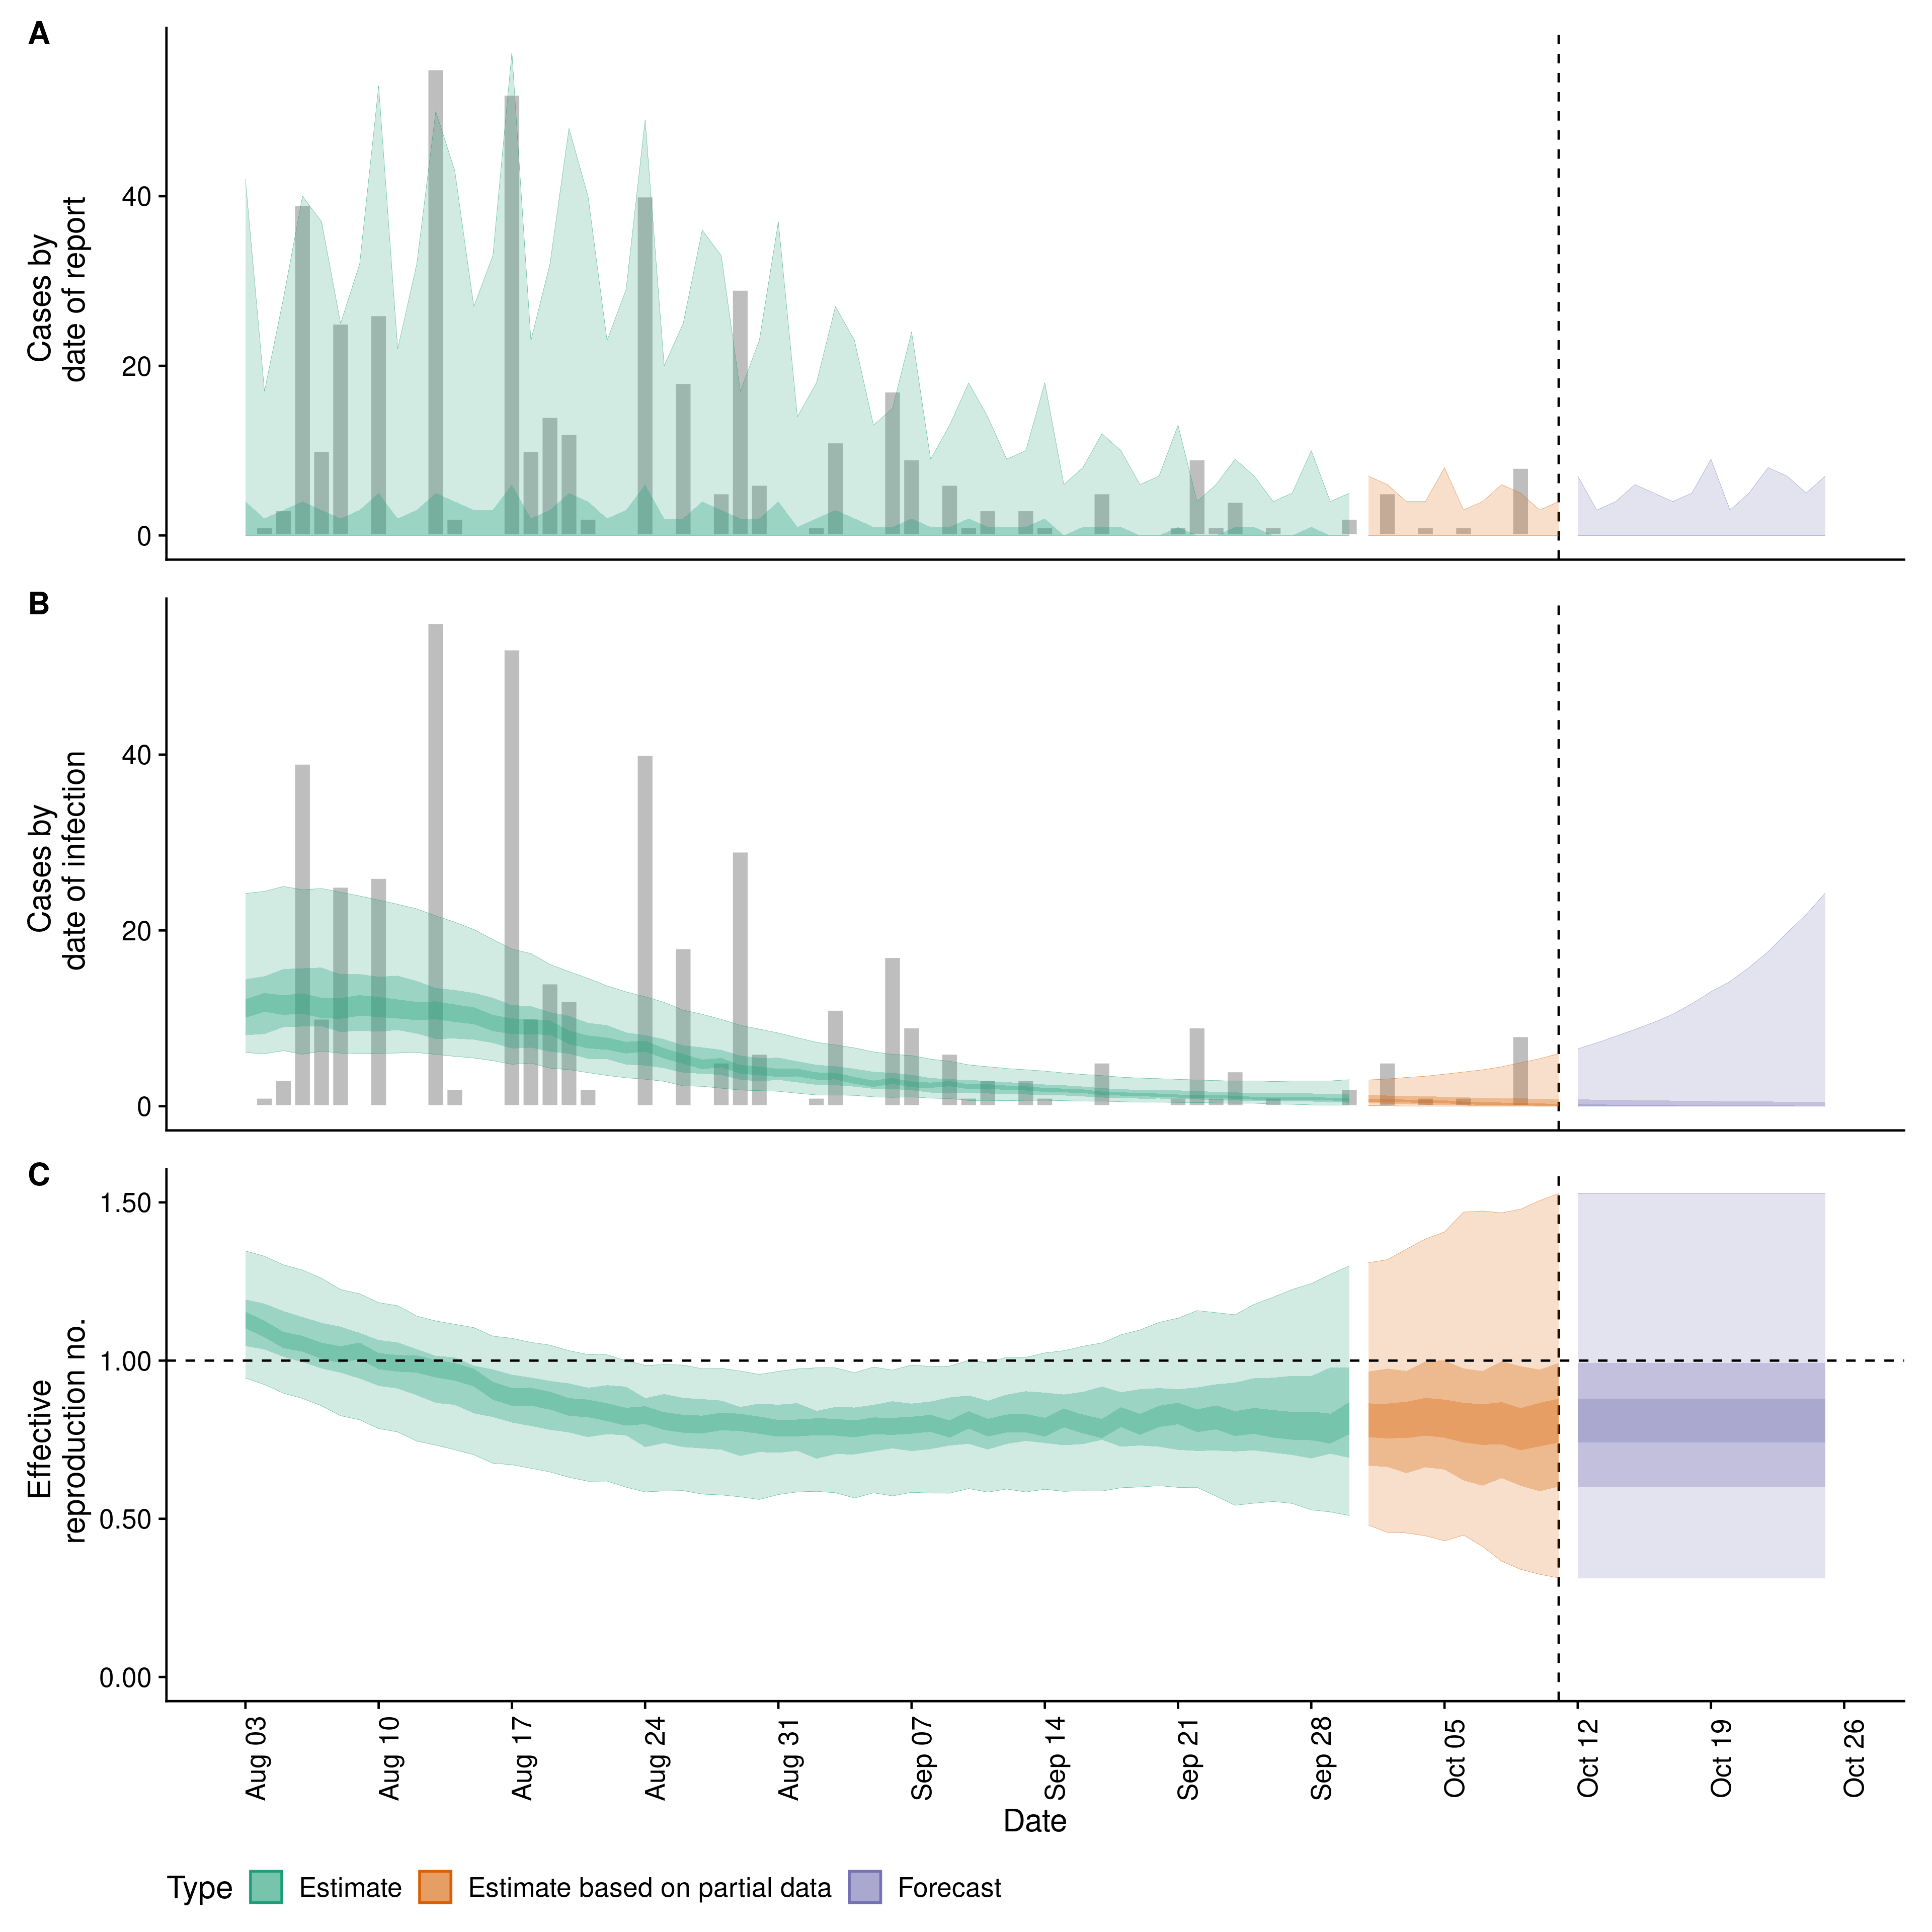 A
Cases by
date of report
40
20
0
B
Cases by
date of infection
40
20
0
C
Effective
reproduction no.
1.50
1.00
0.50
0.00
Aug 03
Aug 10
Aug 17
Aug 24
Aug 31
Sep 07
Sep 14
Sep 21
Sep 28
Oct 05
Oct 12
Oct 19
Oct 26
Date
Type Estimate Estimate based on partial data Forecast